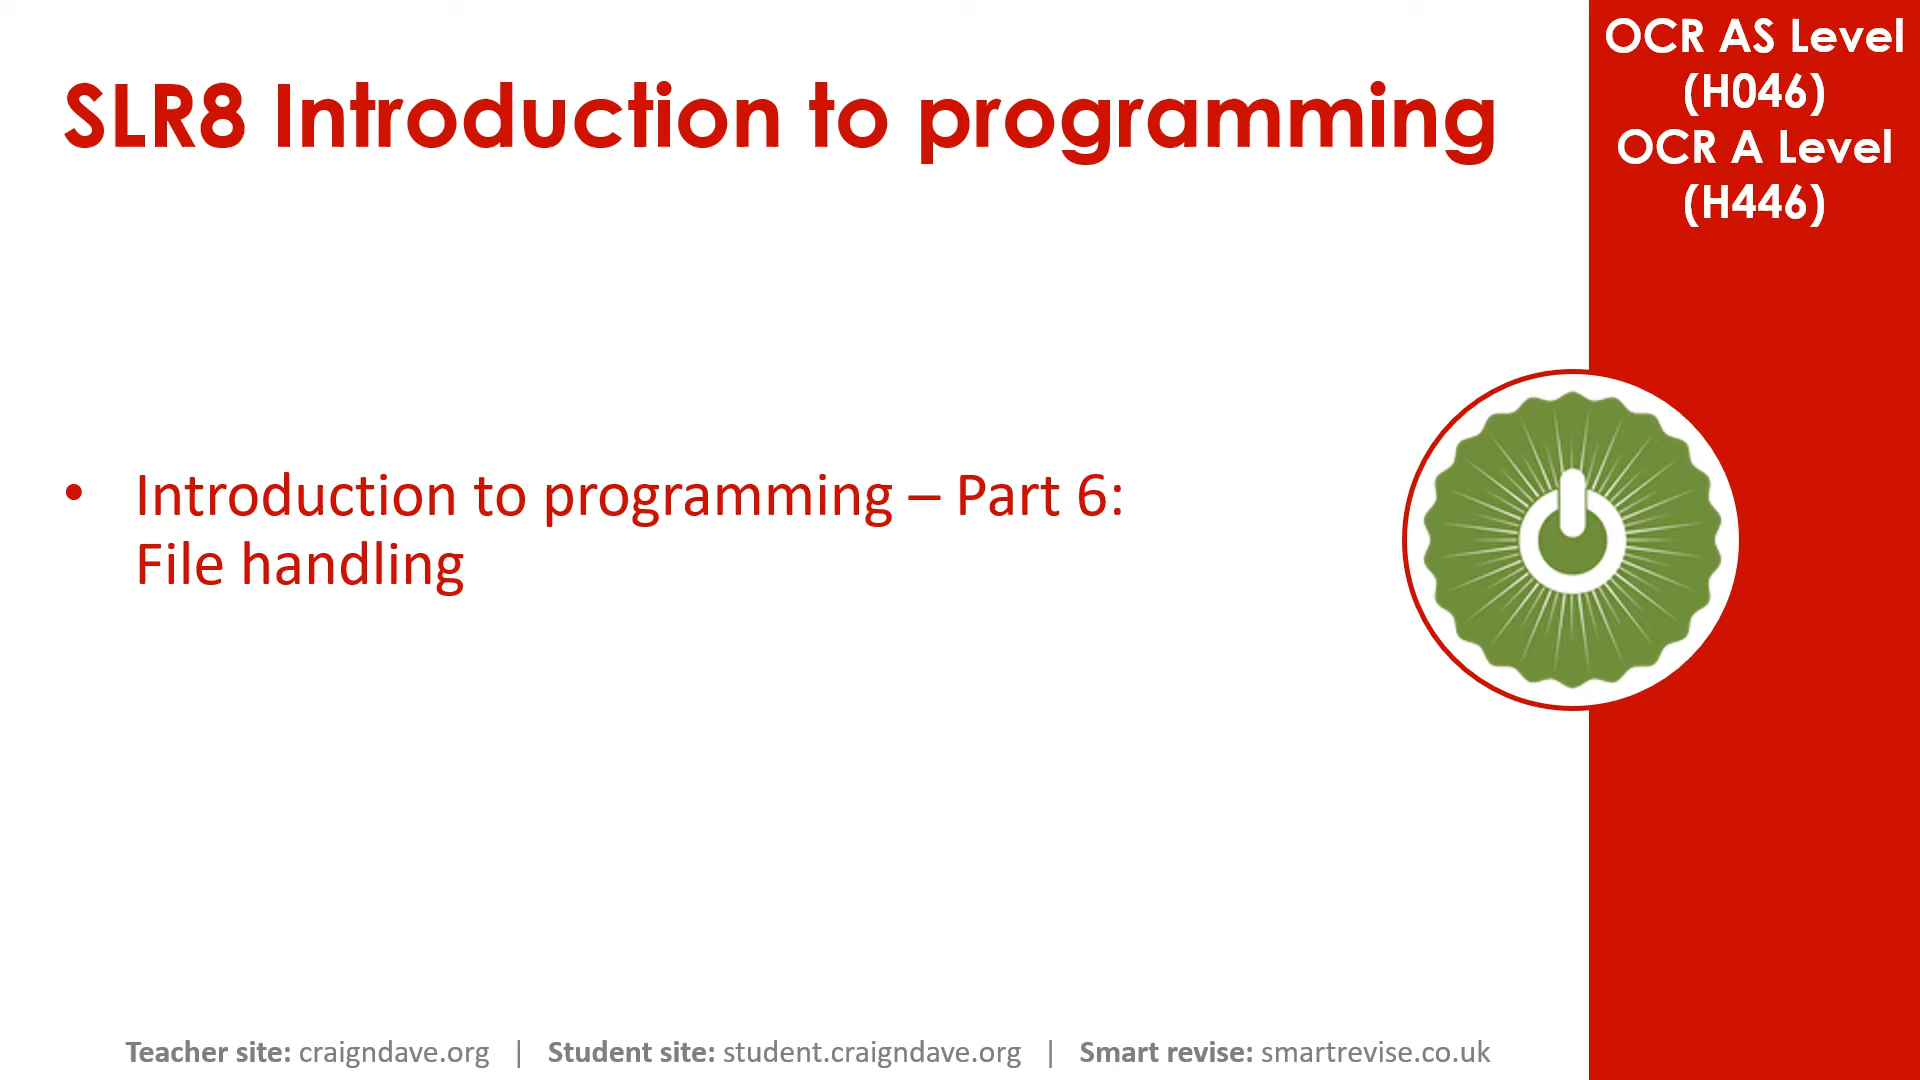 SLR8 Introduction to programming
OCR AS Level
(H046)
OCR A Level
(H446)
• Introduction to programming – Part 6:
File handling
Teacher site: craigndave.org | Student site: student.craigndave.org | Smart revise: smartrevise.co.uk